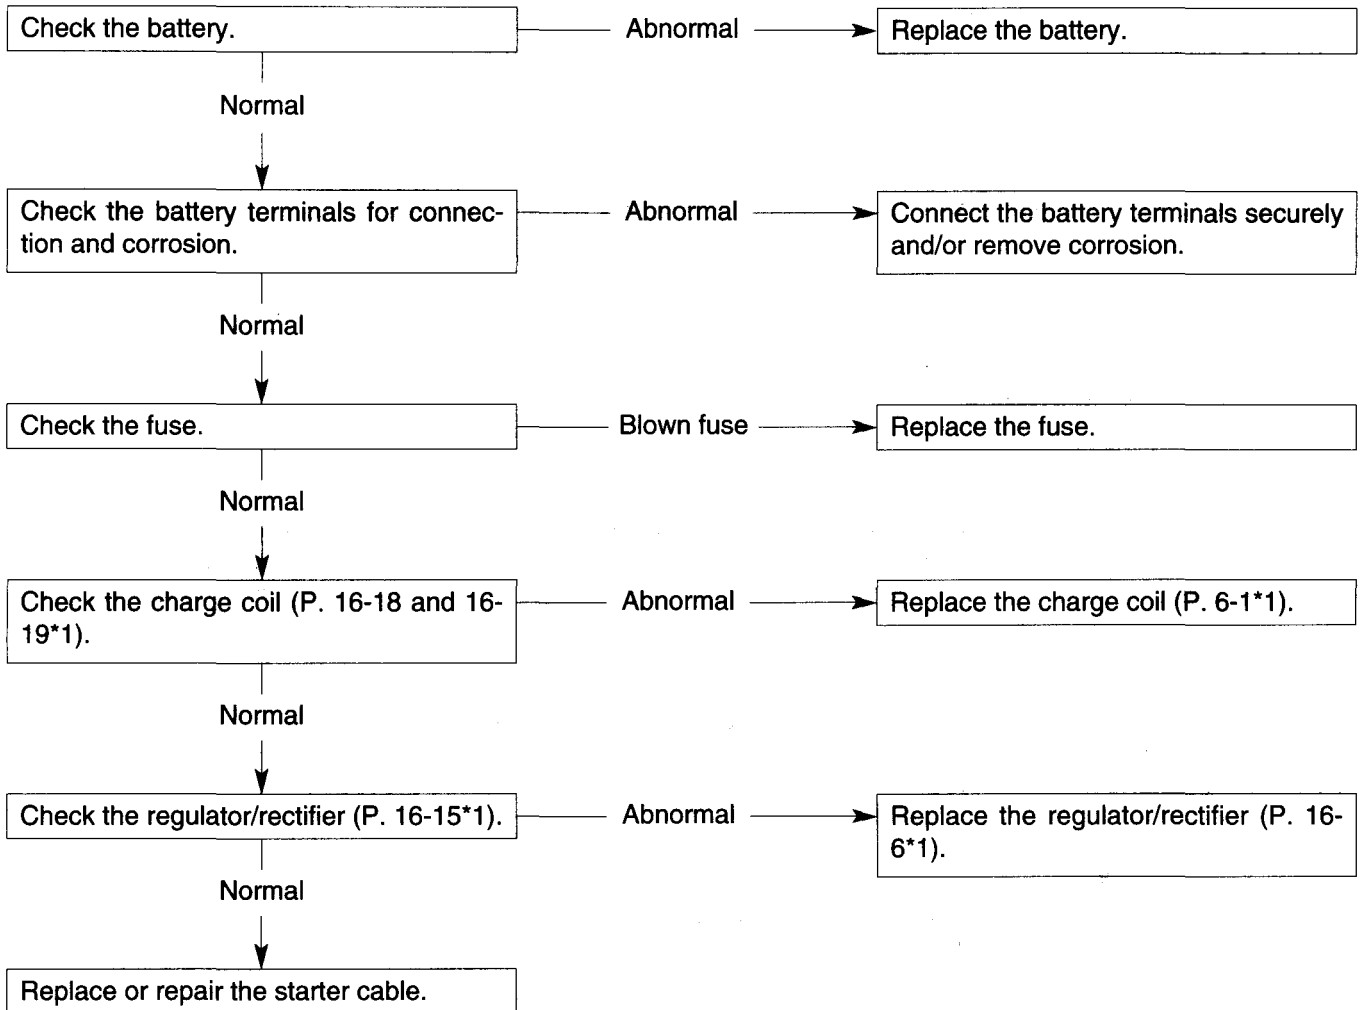 Check the battery.
Abnormal
Replace the battery.
Normal
Check the battery terminals for connec-
tion and corrosion.
Abnormal
Connect the battery terminals securely
and/or remove corrosion.
Normal
Check the fuse.
Blown fuse
Replace the fuse.
Normal
Check the charge coil (P. 16-18 and 16-
19*1).
Abnormal
Replace the charge coil (P. 6-1*1).
Normal
Check the regulator/rectifier (P. 16-15*1).
Abnormal
Replace the regulator/rectifier (P. 16-
6*1).
Normal
Replace or repair the starter cable.